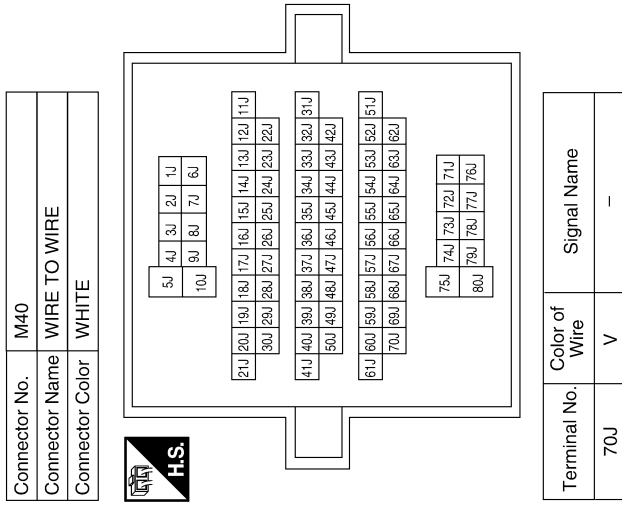 Connector No. M40
Connector Name WIRE TO WIRE
Connector Color WHITE
H.S.
5J 4J 3J 2J 1J
10J 9J 8J 7J 6J
21J 20J 19J 18J 17J 16J 15J 14J 13J 12J 11J
30J 29J 28J 27J 26J 25J 24J 23J 22J
41J 40J 39J 38J 37J 36J 35J 34J 33J 32J 31J
50J 49J 48J 47J 46J 45J 44J 43J 42J
61J 60J 59J 58J 57J 56J 55J 54J 53J 52J 51J
70J 69J 68J 67J 66J 65J 64J 63J 62J
75J 74J 73J 72J 71J
80J 79J 78J 77J 76J
Terminal No. Color of Wire Signal Name
70J V –